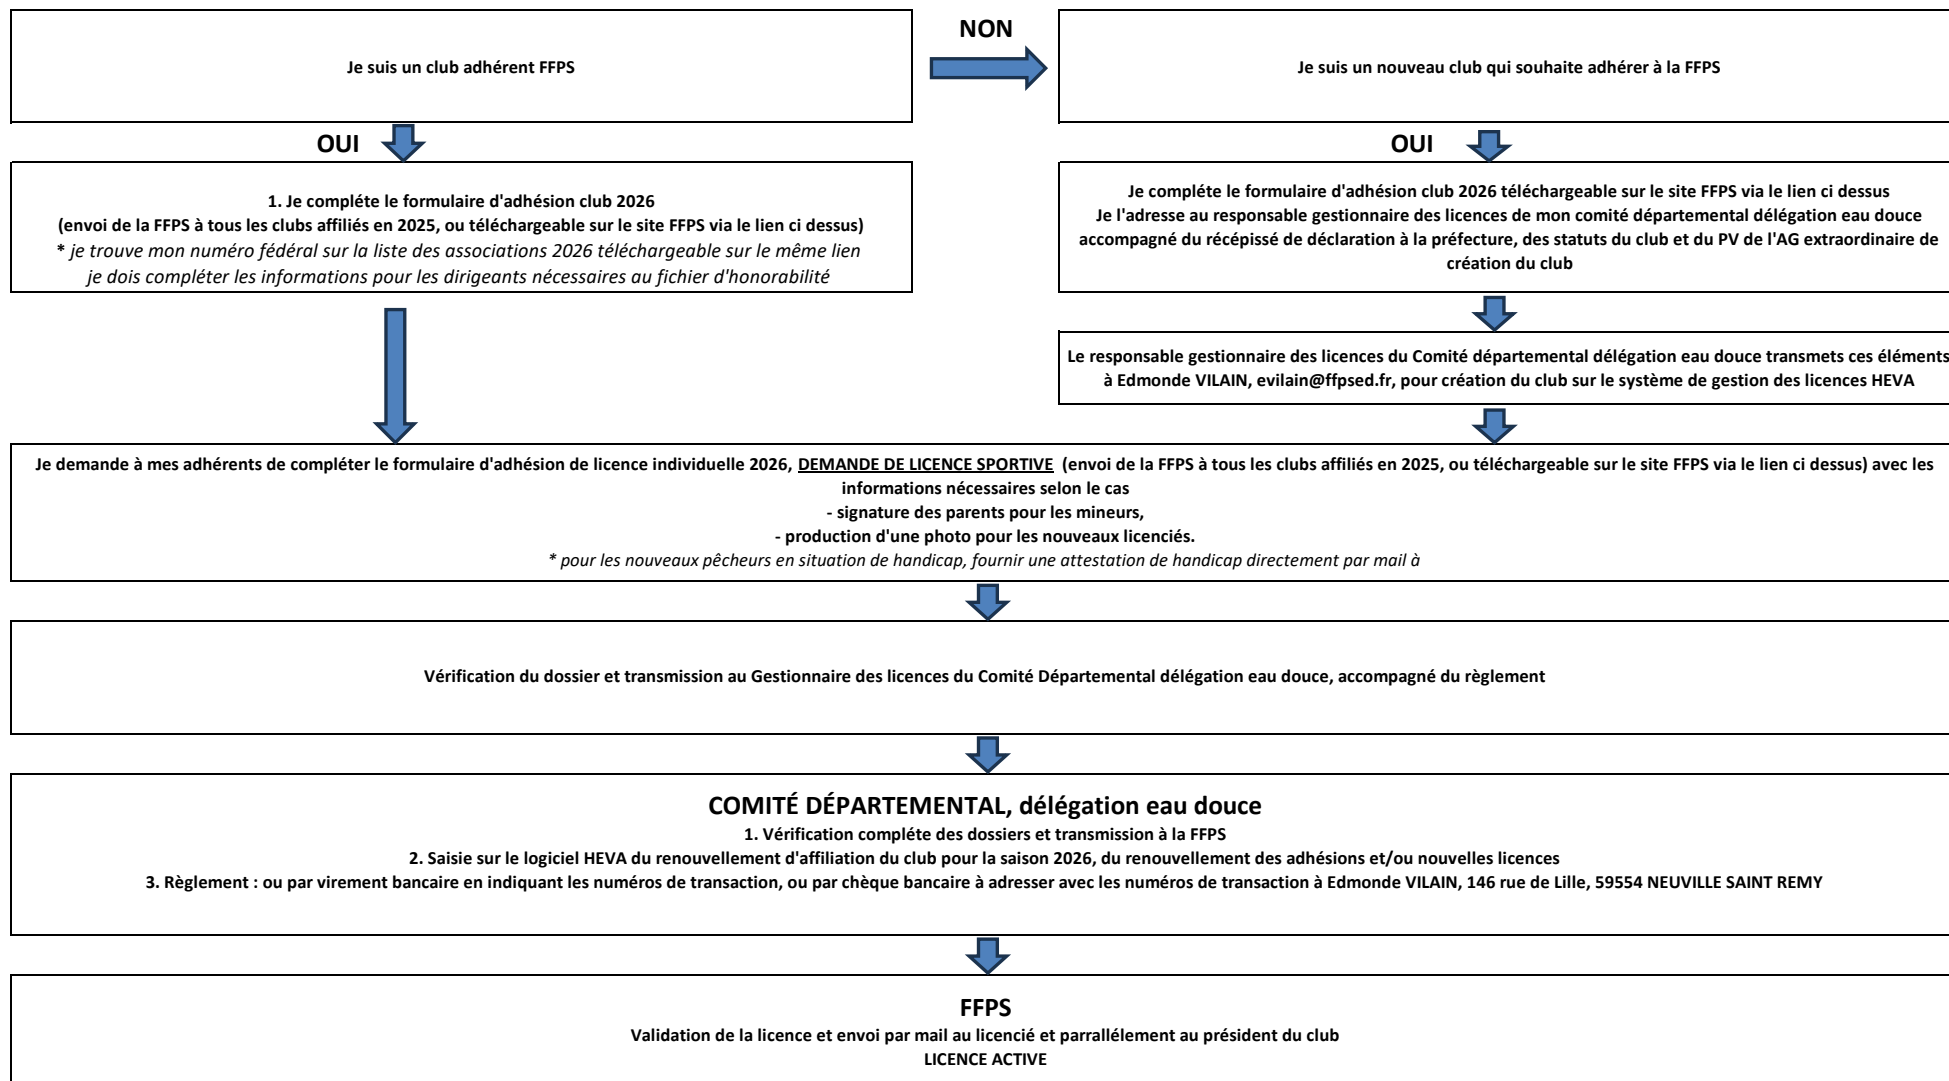 Je suis un club adhérent FFPS
NON
Je suis un nouveau club qui souhaite adhérer à la FFPS
OUI
OUI
1. Je compléte le formulaire d'adhésion club 2026
(envoi de la FFPS à tous les clubs affiliés en 2025, ou téléchargeable sur le site FFPS via le lien ci dessus)
* je trouve mon numéro fédéral sur la liste des associations 2026 téléchargeable sur le même lien
je dois compléter les informations pour les dirigeants nécessaires au fichier d'honorabilité
Je compléte le formulaire d'adhésion club 2026 téléchargeable sur le site FFPS via le lien ci dessus
Je l'adresse au responsable gestionnaire des licences de mon comité départemental délégation eau douce
accompagné du récépissé de déclaration à la préfecture, des statuts du club et du PV de l'AG extraordinaire de
création du club
Le responsable gestionnaire des licences du Comité départemental délégation eau douce transmets ces éléments
à Edmonde VILAIN, evilain@ffpsed.fr, pour création du club sur le système de gestion des licences HEVA
Je demande à mes adhérents de compléter le formulaire d'adhésion de licence individuelle 2026, DEMANDE DE LICENCE SPORTIVE (envoi de la FFPS à tous les clubs affiliés en 2025, ou téléchargeable sur le site FFPS via le lien ci dessus) avec les
informations nécessaires selon le cas
- signature des parents pour les mineurs,
- production d'une photo pour les nouveaux licenciés.
* pour les nouveaux pêcheurs en situation de handicap, fournir une attestation de handicap directement par mail à
Vérification du dossier et transmission au Gestionnaire des licences du Comité Départemental délégation eau douce, accompagné du règlement
COMITÉ DÉPARTEMENTAL, délégation eau douce
1. Vérification compléte des dossiers et transmission à la FFPS
2. Saisie sur le logiciel HEVA du renouvellement d'affiliation du club pour la saison 2026, du renouvellement des adhésions et/ou nouvelles licences
3. Règlement : ou par virement bancaire en indiquant les numéros de transaction, ou par chèque bancaire à adresser avec les numéros de transaction à Edmonde VILAIN, 146 rue de Lille, 59554 NEUVILLE SAINT REMY
FFPS
Validation de la licence et envoi par mail au licencié et parrallélement au président du club
LICENCE ACTIVE